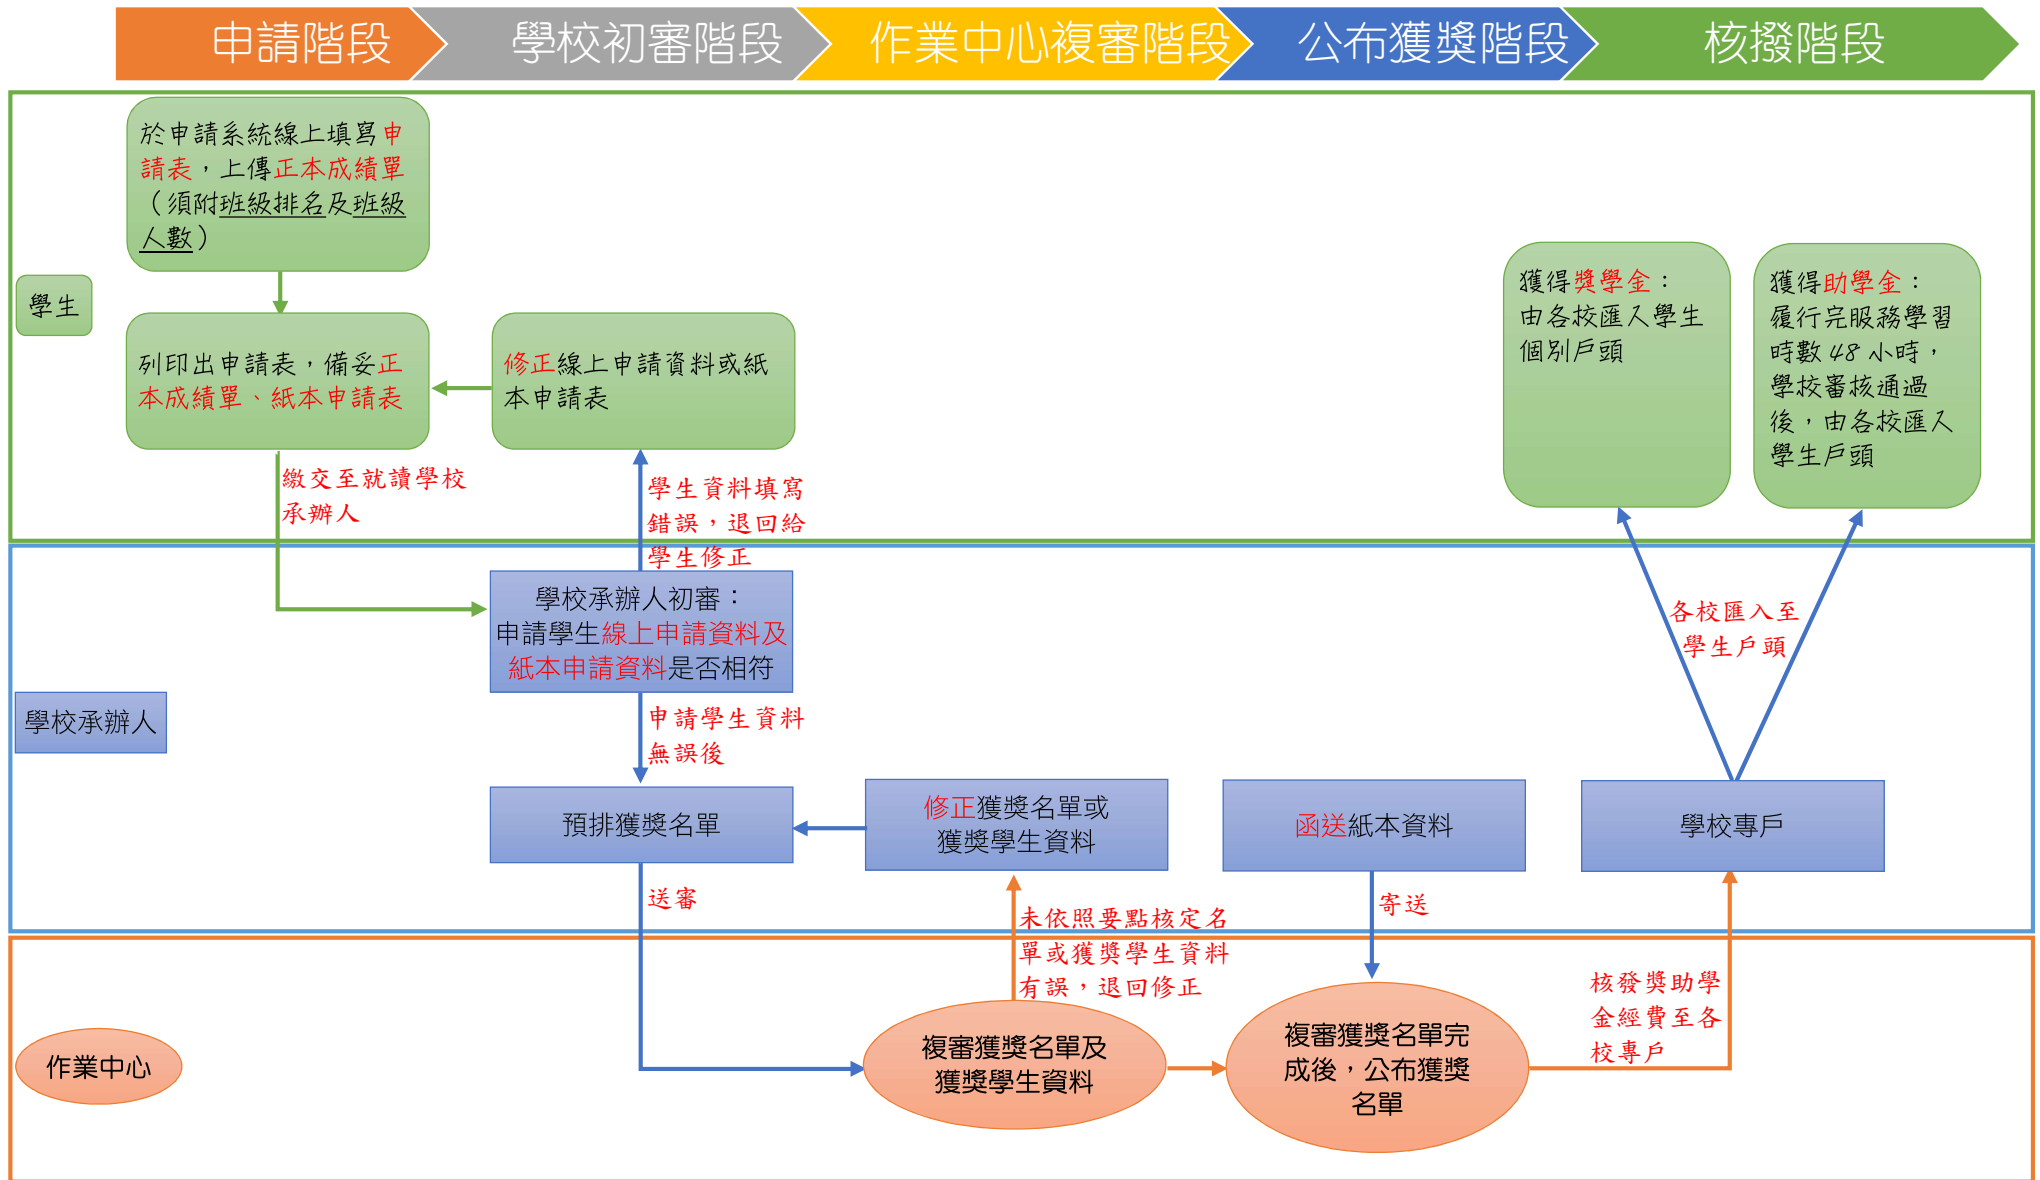 申請階段
學校初審階段
作業中心複審階段
公布獲獎階段
核撥階段
學生
於申請系統線上填寫申
請表，上傳正本成績單
（須附班級排名及班級
人數）
列印出申請表，備妥正
本成績單、紙本申請表
修正線上申請資料或紙
本申請表
獲得獎學金：
由各校匯入學生
個別戶頭
獲得助學金：
履行完服務學習
時數48小時，
學校審核通過
後，由各校匯入
學生戶頭
繳交至就讀學校
承辦人
學生資料填寫
錯誤，退回給
學生修正
學校承辦人
學校承辦人初審：
申請學生線上申請資料及
紙本申請資料是否相符
各校匯入至
學生戶頭
申請學生資料
無誤後
預排獲獎名單
修正獲獎名單或
獲獎學生資料
函送紙本資料
學校專戶
送審
未依照要點核定名
單或獲獎學生資料
有誤，退回修正
寄送
核發獎助學
金經費至各
校專戶
作業中心
複審獲獎名單及
獲獎學生資料
複審獲獎名單完
成後，公布獲獎
名單